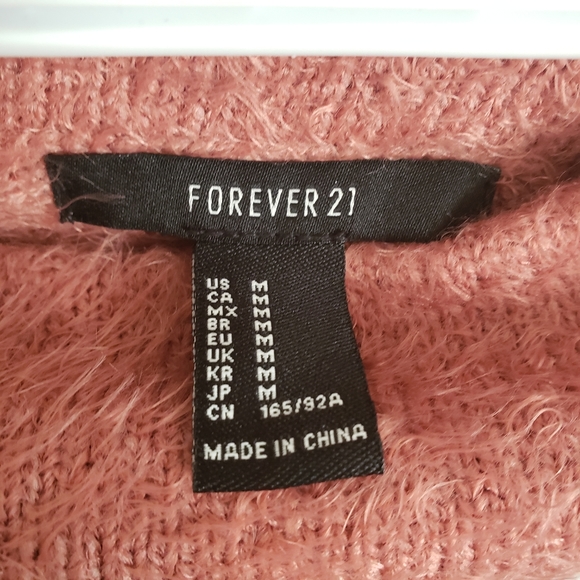 FOREVER 21
US M
CA M
MX M
BR M
EU M
UK M
KR M
JP M
CN 165/92A
MADE IN CHINA